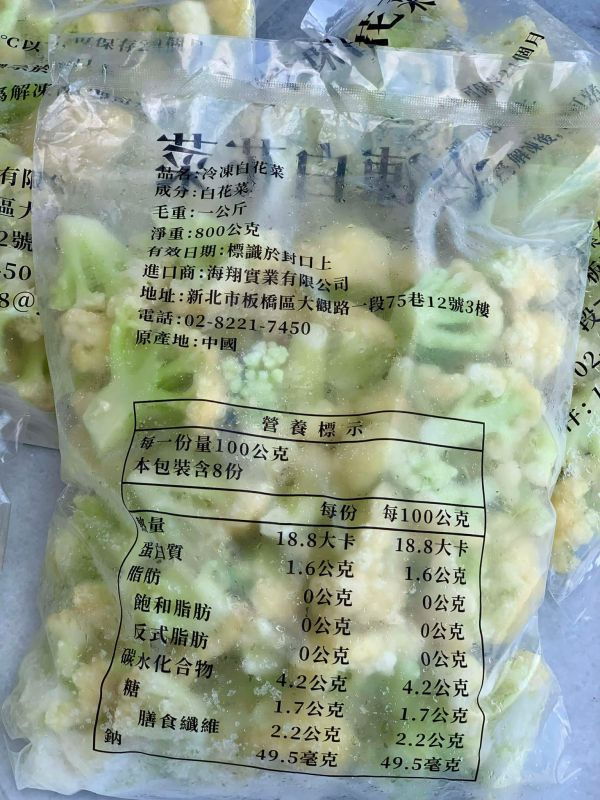 品名:冷凍白花菜
成分:白花菜
毛重:一公斤
淨重:800公克
有效日期:標識於封口上
進口商:海翔實業有限公司
地址:新北市板橋區大觀路一段75巷12號3樓
電話:02-8221-7450
原產地:中國
營養標示
每一份量100公克
本包裝含8份
每份 每100公克
熱量 18.8大卡 18.8大卡
蛋白質 1.6公克 1.6公克
脂肪 0公克 0公克
飽和脂肪 0公克 0公克
反式脂肪 0公克 0公克
碳水化合物 4.2公克 4.2公克
糖 1.7公克 1.7公克
膳食纖維 2.2公克 2.2公克
鈉 49.5毫克 49.5毫克